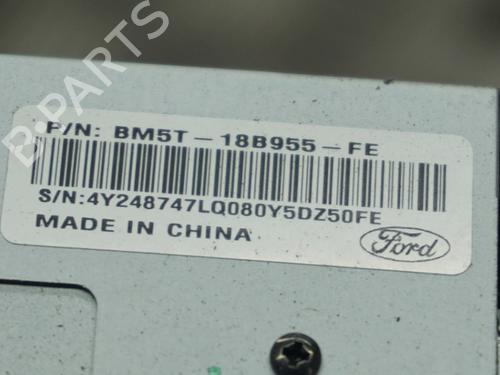 P/N: BM5T-18B955-FE
S/N:4Y248747LQ080Y5DZ50FE
MADE IN CHINA
Ford
B-PARTS